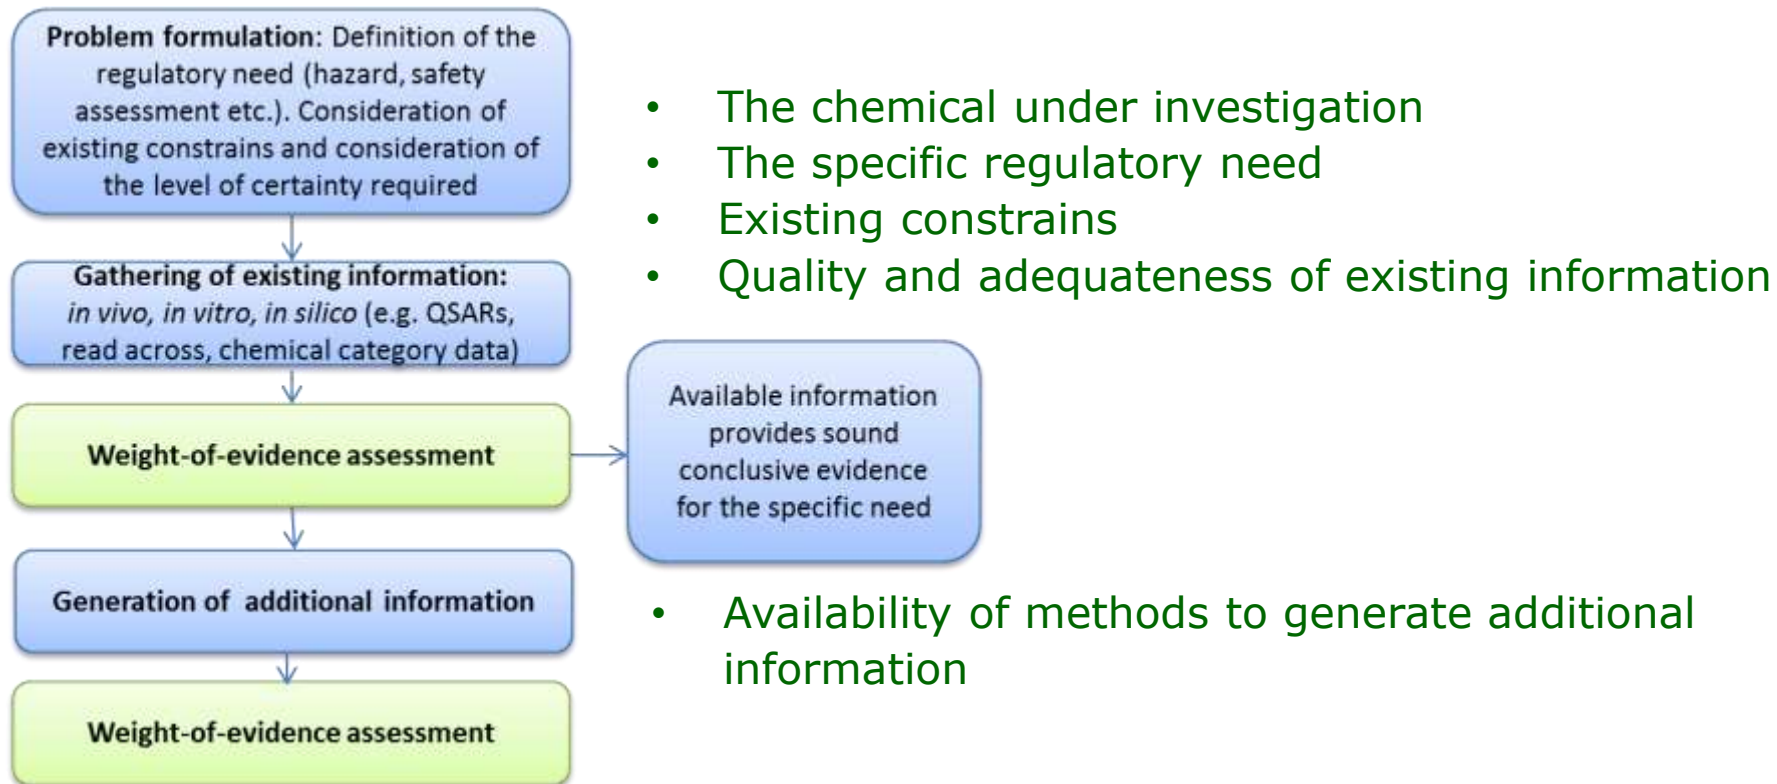 Problem formulation: Definition of the
regulatory need (hazard, safety
assessment etc.). Consideration of
existing constrains and consideration of
the level of certainty required
Gathering of existing information:
in vivo, in vitro, in silico (e.g. QSARs,
read across, chemical category data)
Weight-of-evidence assessment
Generation of additional information
Weight-of-evidence assessment
Available information
provides sound
conclusive evidence
for the specific need
• The chemical under investigation
• The specific regulatory need
• Existing constrains
• Quality and adequateness of existing information
• Availability of methods to generate additional
information